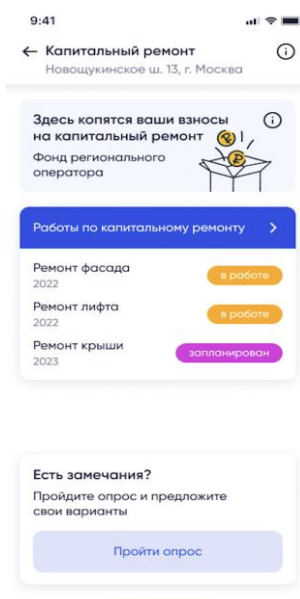 9:41
Капитальный ремонт
Новощукинское ш. 13, г. Москва
Здесь копятся ваши взносы
на капитальный ремонт
Фонд регионального
оператора
Работы по капитальному ремонту
Ремонт фасада
в работе
2022
Ремонт лифта
в работе
2022
Ремонт крыши
запланирован
2023
Есть замечания?
Пройдите опрос и предложите
свои варианты
Пройти опрос